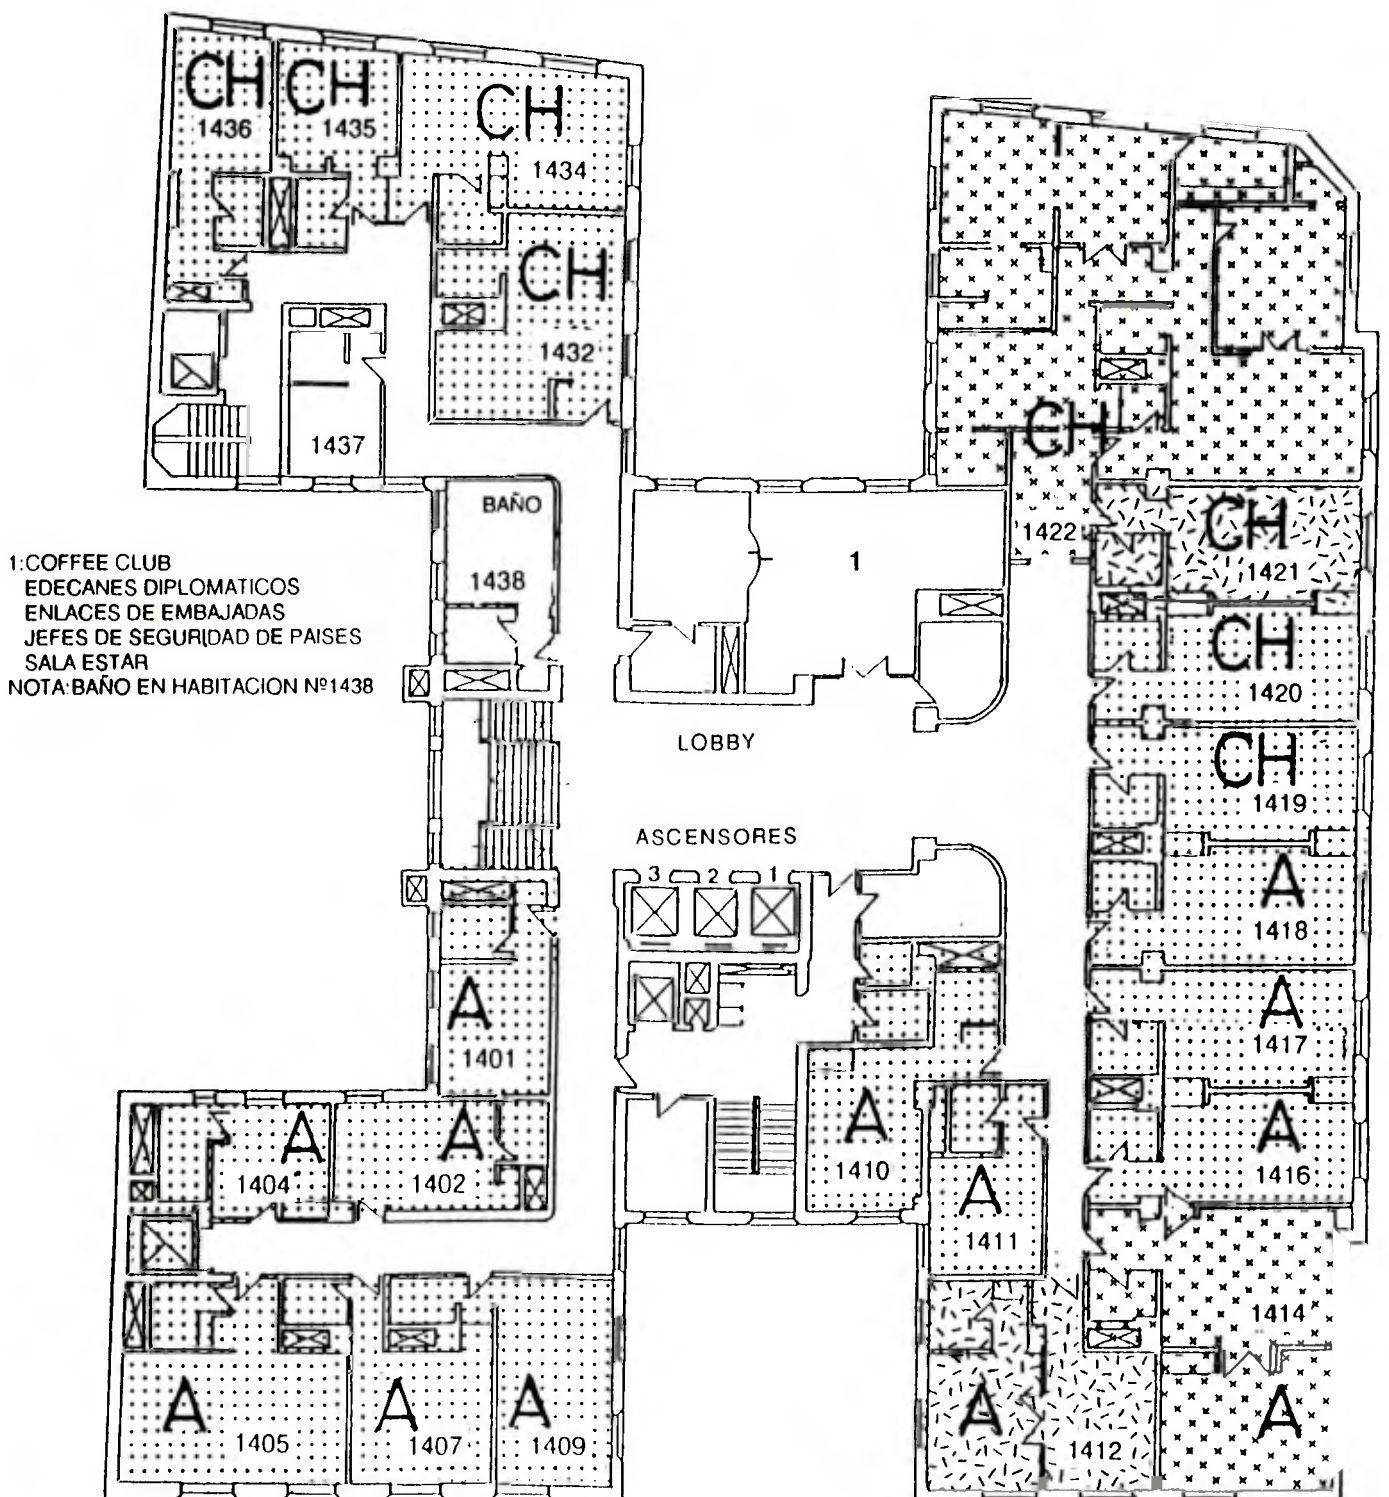 CH CH CH
1436 1435
1434
CH
1432
CH
1437
BAÑO
1438
1
1422
CH
1421
1:COFFEE CLUB
EDECANES DIPLOMATICOS
ENLACES DE EMBAJADAS
JEFES DE SEGURIDAD DE PAISES
SALA ESTAR
NOTA:BAÑO EN HABITACION Nº1438
CH
1420
LOBBY
CH
1419
ASCENSORES
3 2 1
A
1418
A
1401
A
1417
A
1404
A
1402
A
1410
A
1416
A
1411
1414
A
1405
A
1407
A
1409
A
1412
A